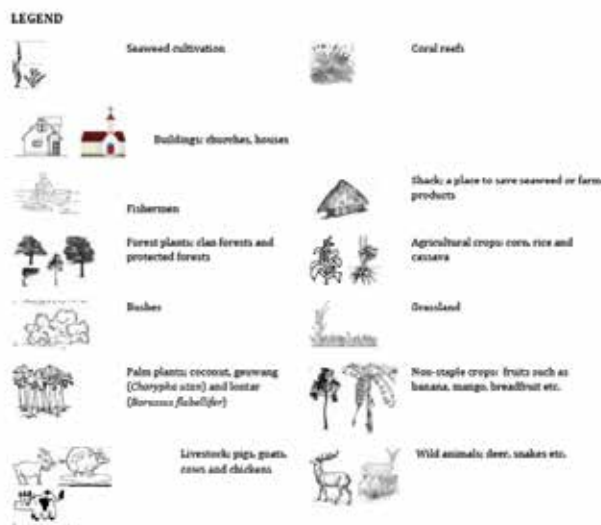 LEGEND
Seaweed cultivation
Coral reefs
Buildings: churches, houses
Fishermen
Shack: a place to save seaweed or farm
products
Forest plants: clan forests and
protected forests
Agricultural crops: corn, rice and
cassava
Bushes
Grassland
Palm plants: coconut, gewang
(Chorypha utan) and lontar
(Borassus flabellifer)
Non-staple crops: fruits such as
banana, mango, breadfruit etc.
Livestock: pigs, goats,
cows and chickens
Wild animals: deer, snakes etc.